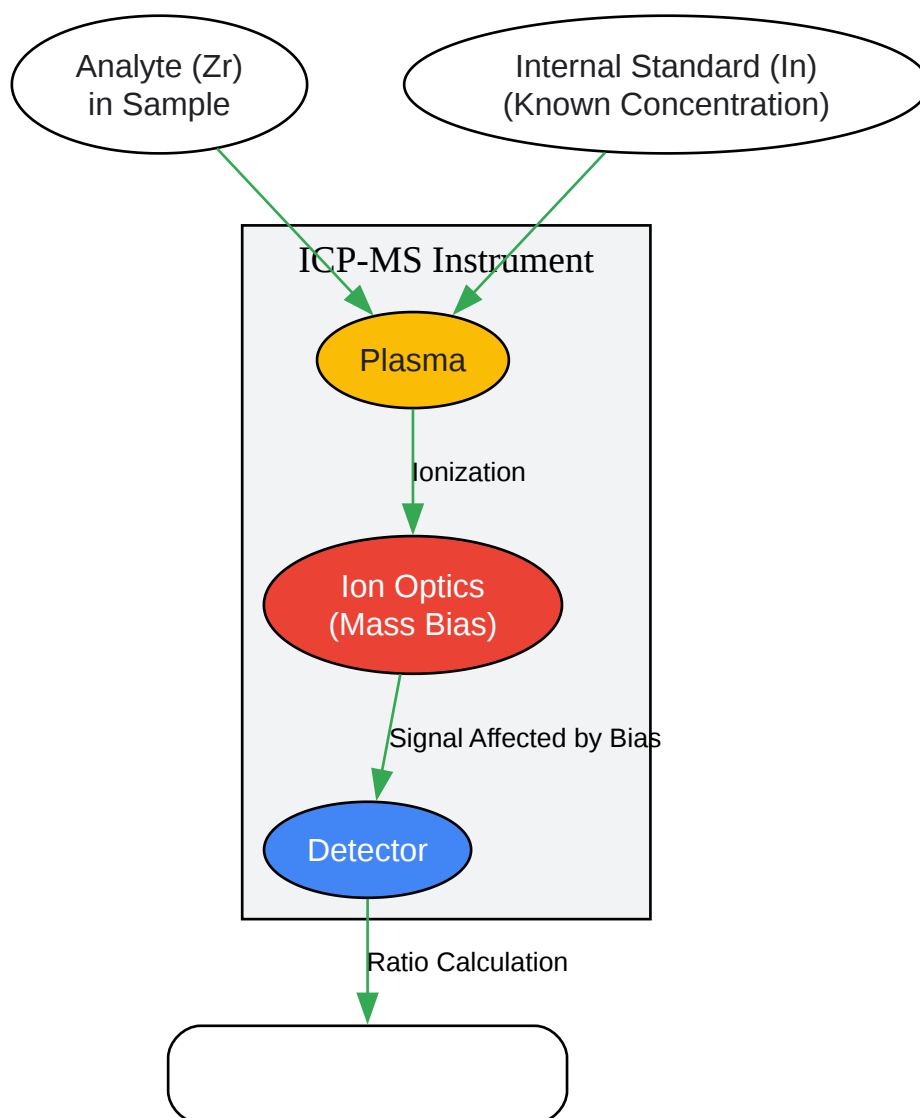 Analyte (Zr)
in Sample
Internal Standard (In)
(Known Concentration)
ICP-MS Instrument
Plasma
Ionization
Ion Optics
(Mass Bias)
Signal Affected by Bias
Detector
Ratio Calculation